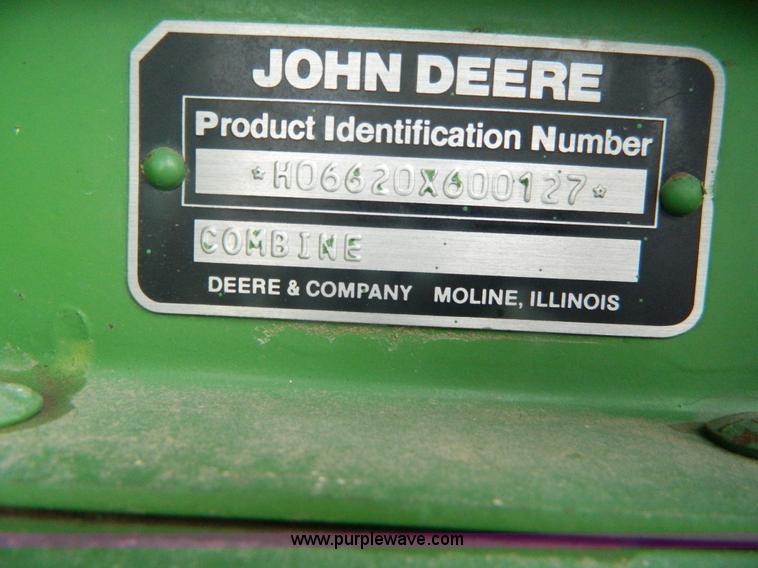 JOHN DEERE
Product Identification Number
*H06620X600127*
COMBINE
DEERE & COMPANY MOLINE, ILLINOIS
www.purplewave.com